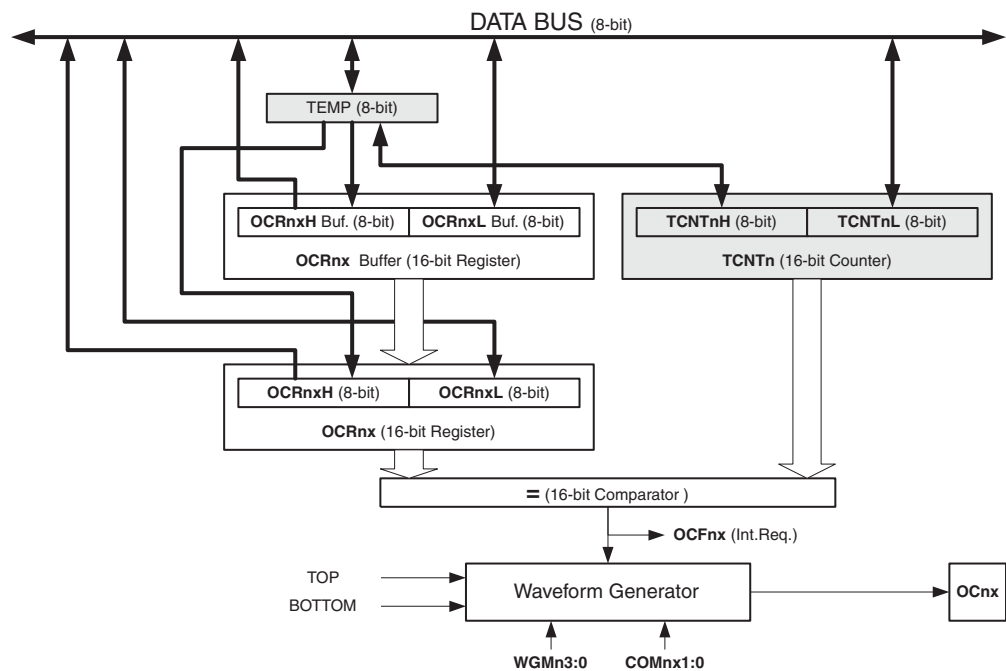 DATA BUS (8-bit)
TEMP (8-bit)
OCRnxH Buf. (8-bit) OCRnxL Buf. (8-bit)
OCRnx Buffer (16-bit Register)
TCNTnH (8-bit) TCNTnL (8-bit)
TCNTn (16-bit Counter)
OCRnxH (8-bit) OCRnxL (8-bit)
OCRnx (16-bit Register)
= (16-bit Comparator )
OCFnx (Int.Req.)
TOP
BOTTOM
Waveform Generator
OCnx
WGMn3:0 COMnx1:0